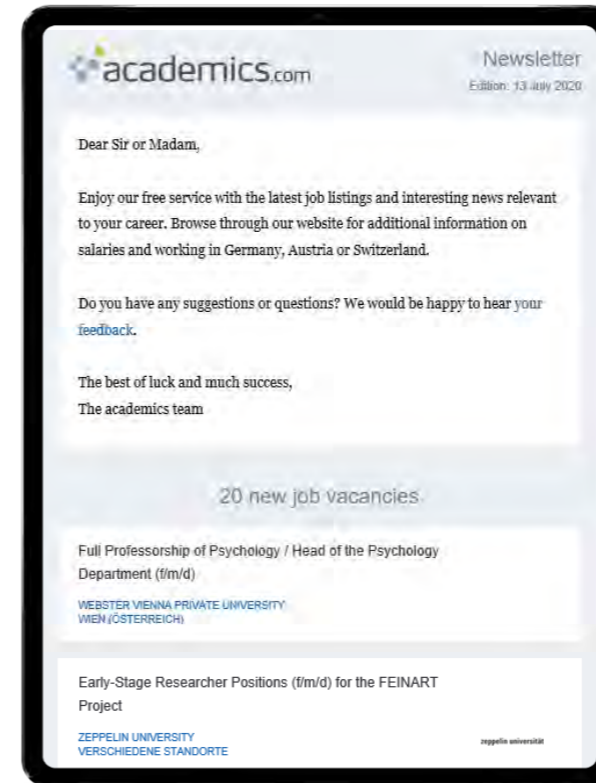 academics.com
Newsletter
Edition: 13 July 2020
Dear Sir or Madam,
Enjoy our free service with the latest job listings and interesting news relevant
to your career. Browse through our website for additional information on
salaries and working in Germany, Austria or Switzerland.
Do you have any suggestions or questions? We would be happy to hear your
feedback.
The best of luck and much success,
The academics team
20 new job vacancies
Full Professorship of Psychology / Head of the Psychology
Department (f/m/d)
WEBSTER VIENNA PRIVATE UNIVERSITY
WIEN (ÖSTERREICH)
Early-Stage Researcher Positions (f/m/d) for the FEINART
Project
ZEPPELIN UNIVERSITY
VERSCHIEDENE STANDORTE
zeppelin universität